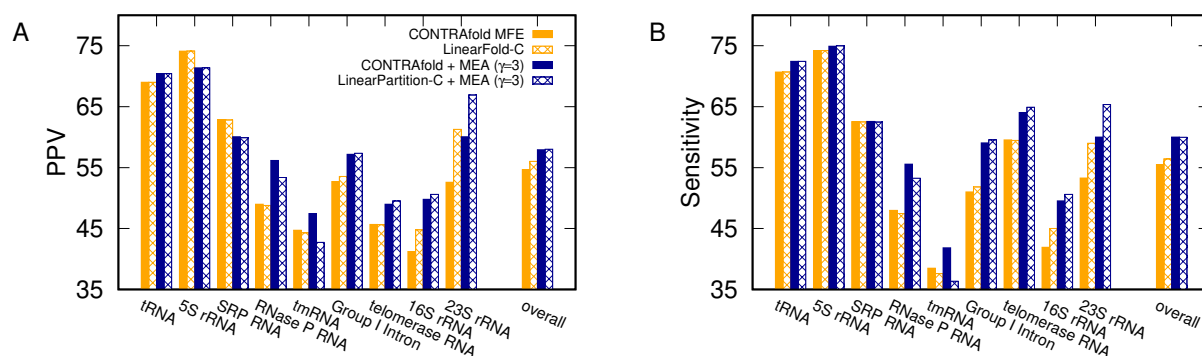 A
PPV
75
65
55
45
35
CONTRAfold MFE
LinearFold-C
CONTRAfold + MEA (γ=3)
LinearPartition-C + MEA (γ=3)
tRNA
5S rRNA
SRP RNA
RNase P RNA
tmRNA
Group I Intron
telomerase RNA
16S rRNA
23S rRNA
overall
B
Sensitivity
75
65
55
45
35
tRNA
5S rRNA
SRP RNA
RNase P RNA
tmRNA
Group I Intron
telomerase RNA
16S rRNA
23S rRNA
overall